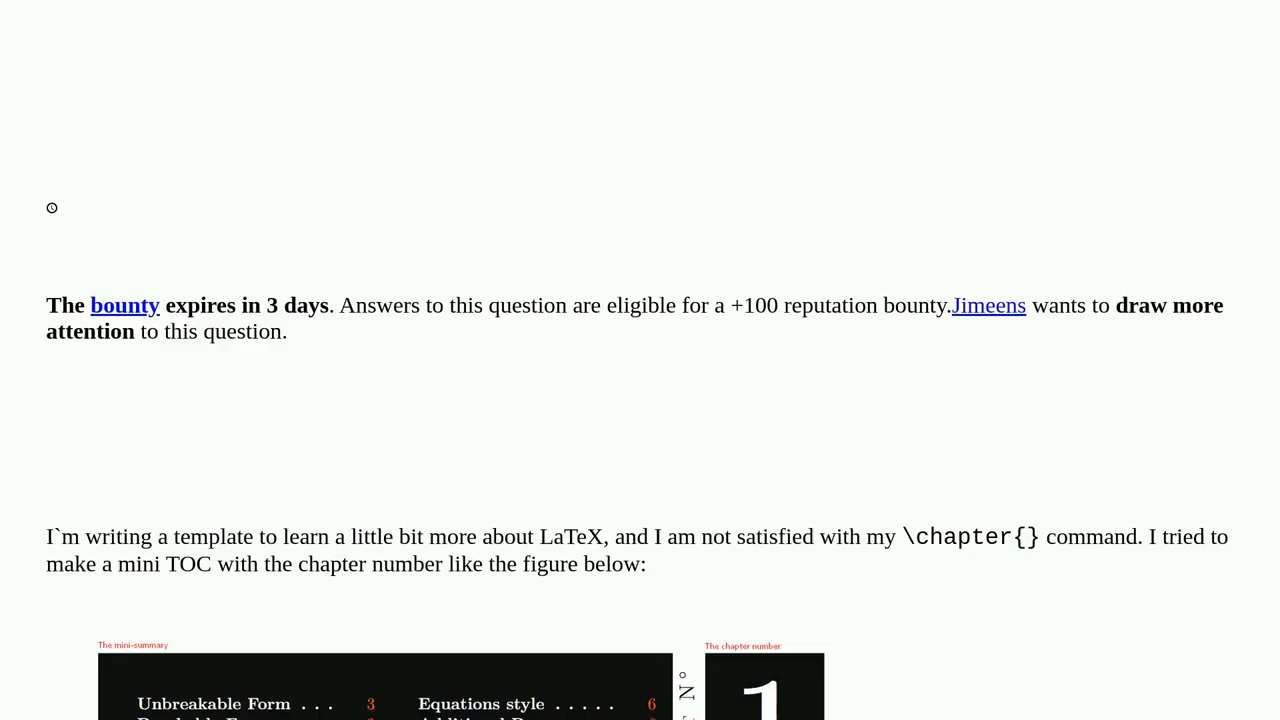 The bounty expires in 3 days. Answers to this question are eligible for a +100 reputation bounty.Jimeens wants to draw more
attention to this question.
I`m writing a template to learn a little bit more about LaTeX, and I am not satisfied with my \chapter{} command. I tried to
make a mini TOC with the chapter number like the figure below:
The mini-summary
The chapter number
Unbreakable Form . . . 3
Equations style . . . . . 6
N°
1